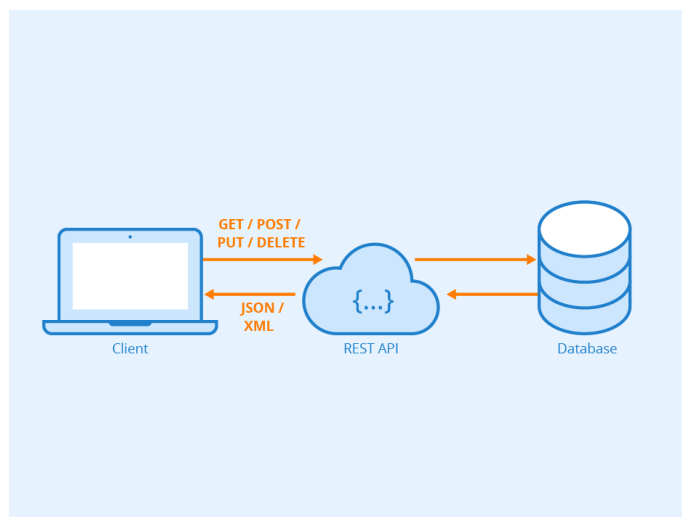 GET / POST /
PUT / DELETE
{...}
JSON /
XML
Client
REST API
Database